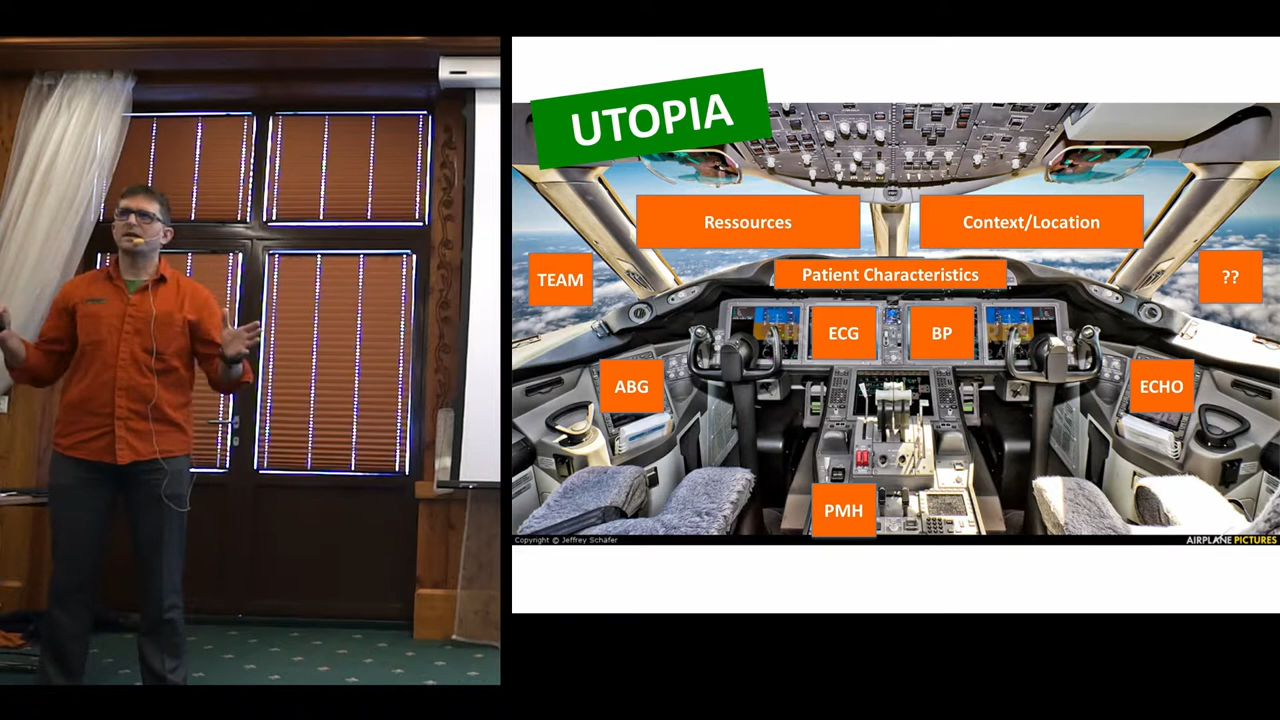 UTOPIA
Ressources
Context/Location
TEAM
Patient Characteristics
??
ECG
BP
ABG
ECHO
PMH
Copyright © Jeffrey Schäfer
AIRPLANE PICTURES